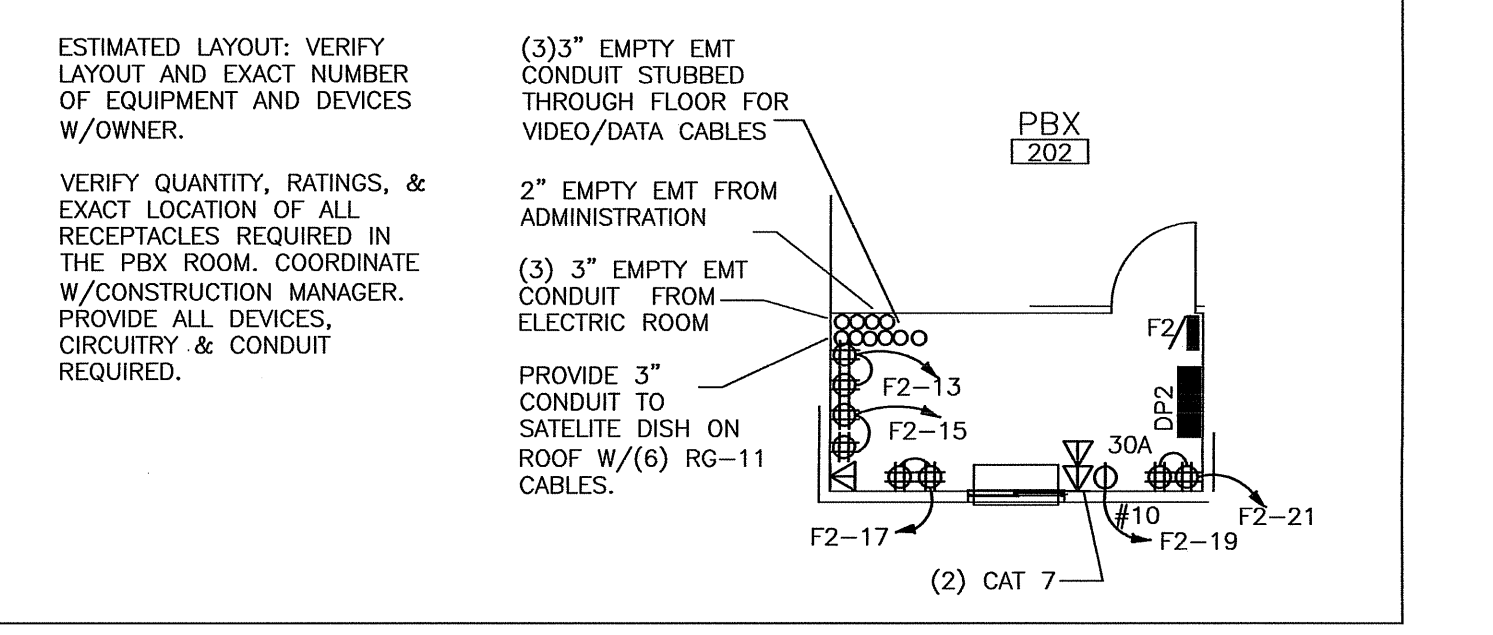 ESTIMATED LAYOUT: VERIFY
LAYOUT AND EXACT NUMBER
OF EQUIPMENT AND DEVICES
W/OWNER.
VERIFY QUANTITY, RATINGS, &
EXACT LOCATION OF ALL
RECEPTACLES REQUIRED IN
THE PBX ROOM. COORDINATE
W/CONSTRUCTION MANAGER.
PROVIDE ALL DEVICES,
CIRCUITRY & CONDUIT
REQUIRED.
(3)3" EMPTY EMT
CONDUIT STUBBED
THROUGH FLOOR FOR
VIDEO/DATA CABLES
2" EMPTY EMT FROM
ADMINISTRATION
(3) 3" EMPTY EMT
CONDUIT FROM
ELECTRIC ROOM
PROVIDE 3"
CONDUIT TO
SATELITE DISH ON
ROOF W/(6) RG-11
CABLES.
PBX
202
F2
F2-13
DP2
F2-15
30A
#10
F2-21
F2-17
F2-19
(2) CAT 7